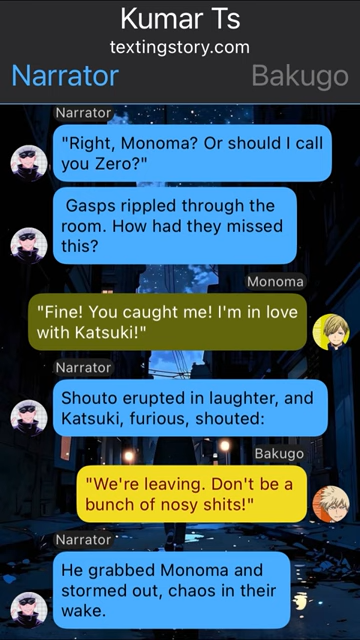 Kumar Ts
textingstory.com
Narrator
Bakugo
Narrator
"Right, Monoma? Or should I call
you Zero?"
Gasps rippled through the
room. How had they missed
this?
Monoma
"Fine! You caught me! I'm in love
with Katsuki!"
Narrator
Shouto erupted in laughter, and
Katsuki, furious, shouted:
Bakugo
"We're leaving. Don't be a
bunch of nosy shits!"
Narrator
He grabbed Monoma and
stormed out, chaos in their
wake.